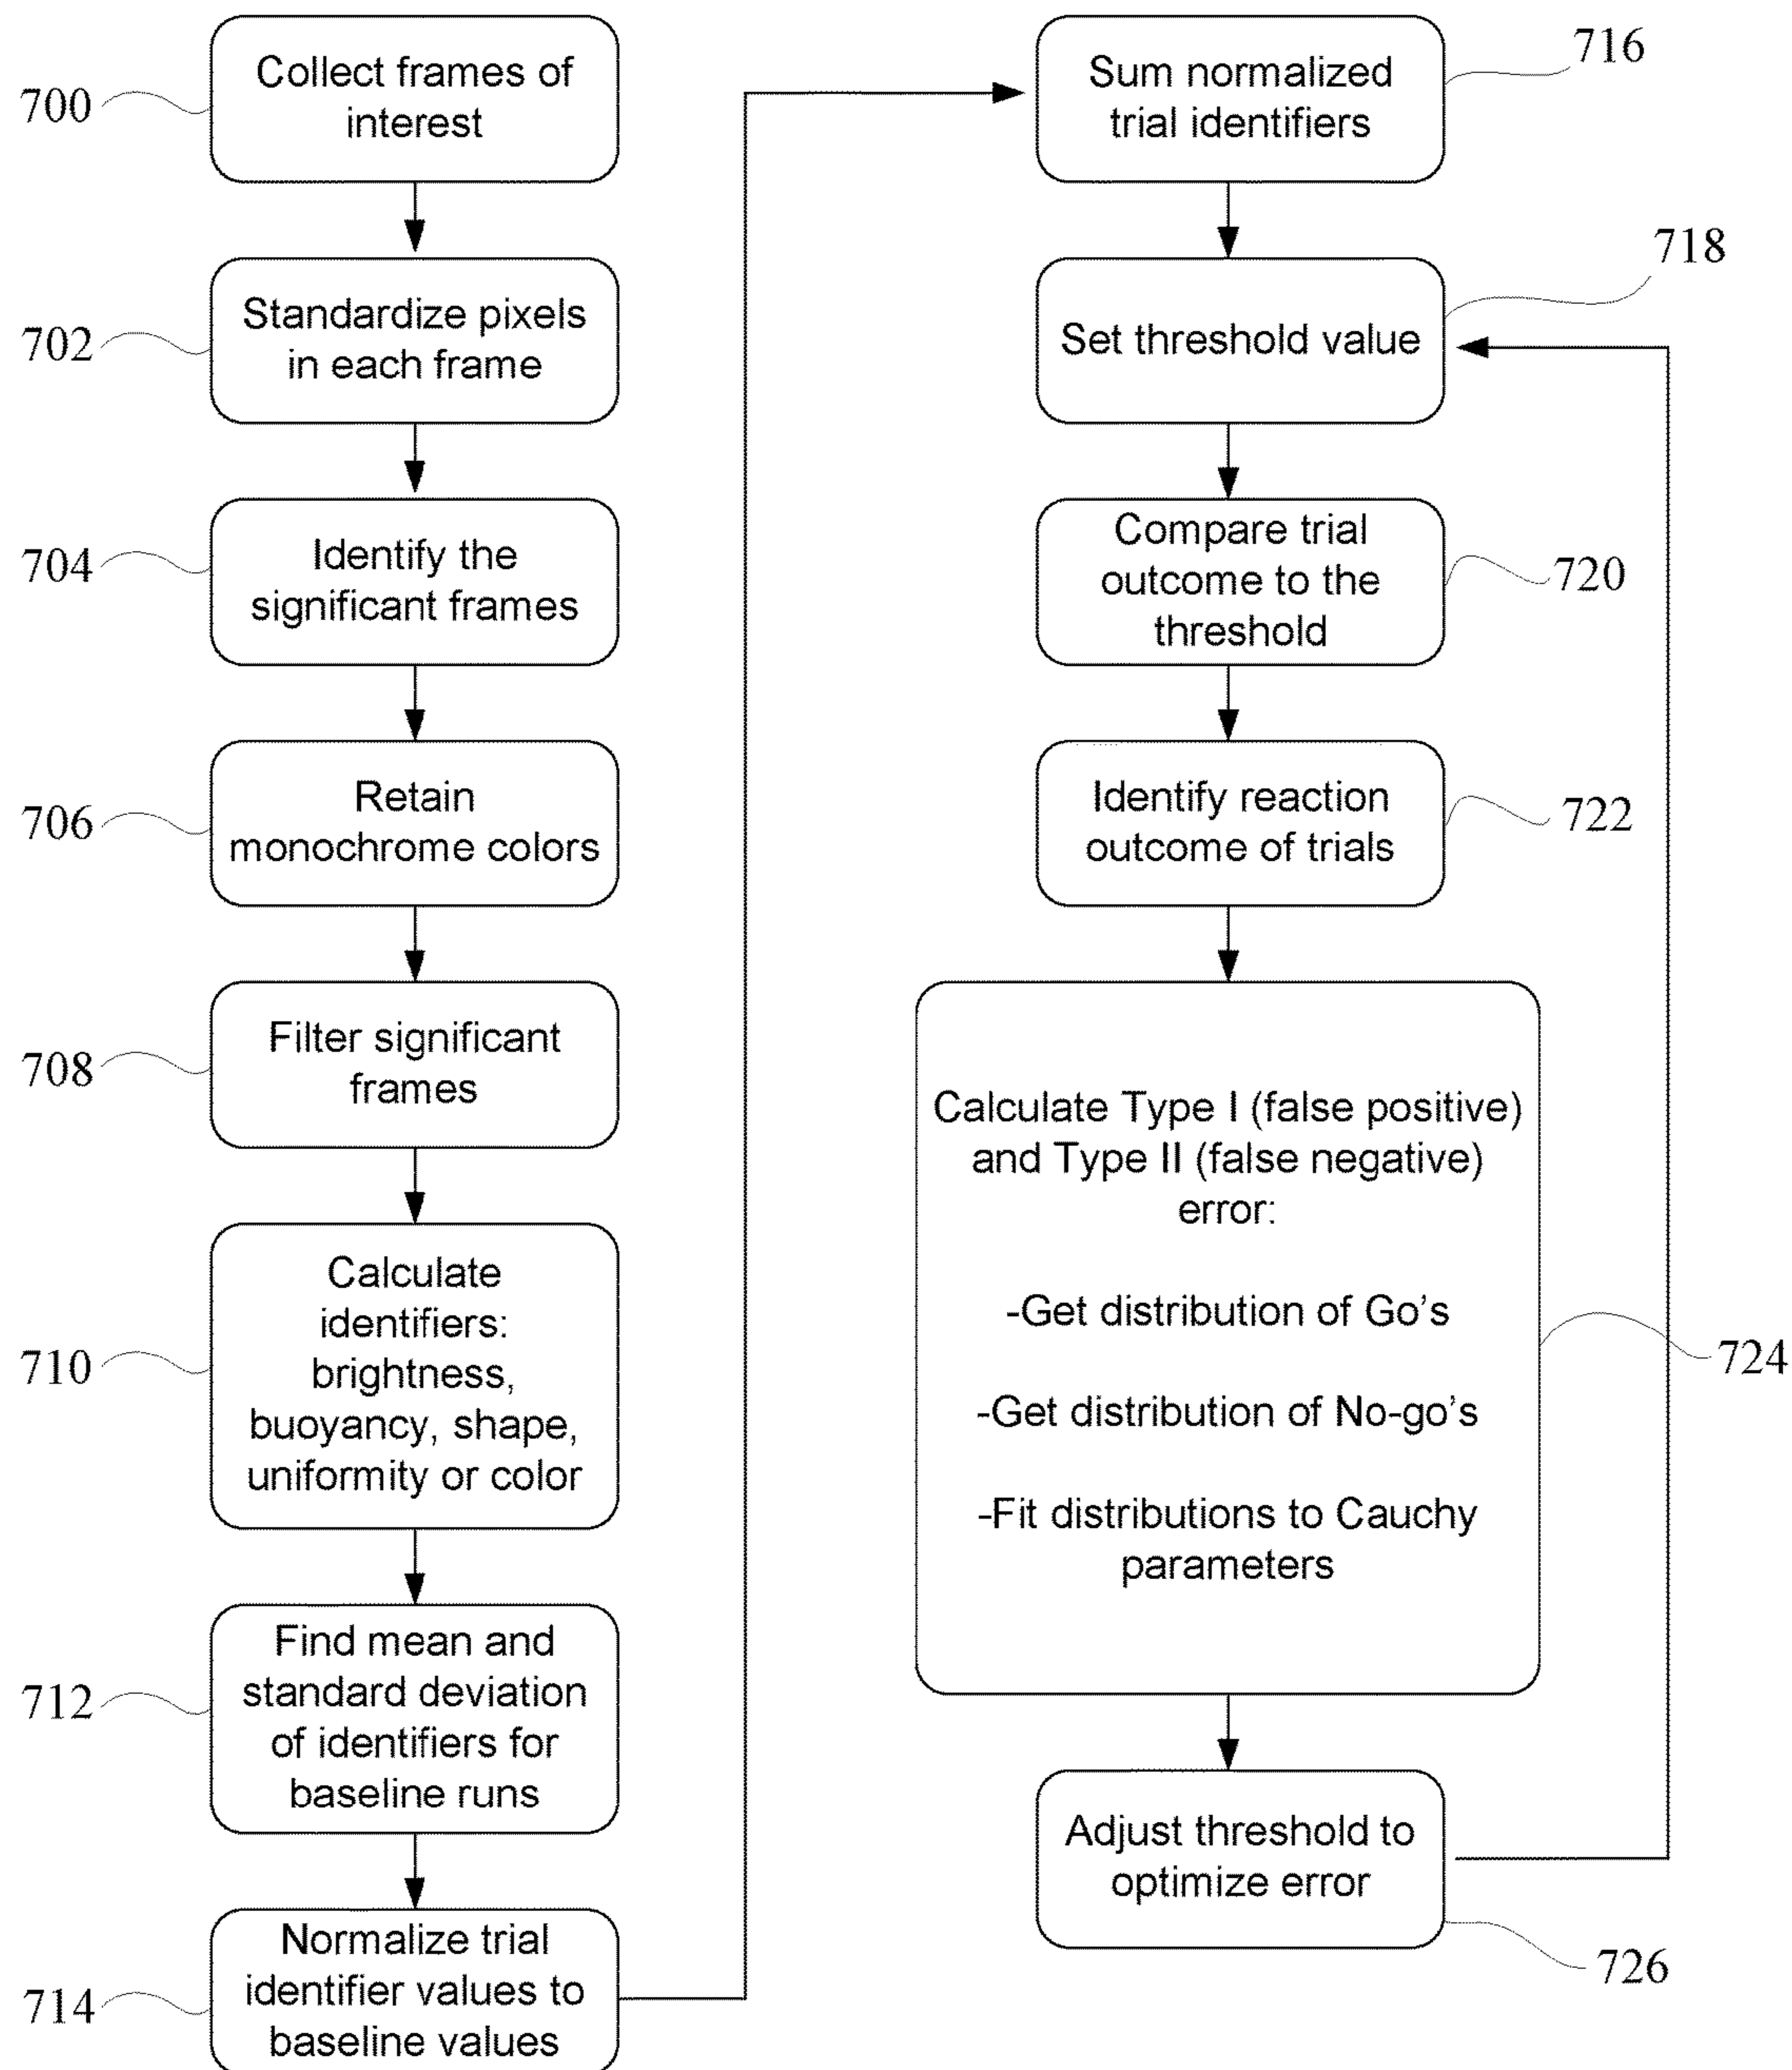 700
Collect frames of
interest
702
Standardize pixels
in each frame
704
Identify the
significant frames
706
Retain
monochrome colors
708
Filter significant
frames
710
Calculate
identifiers:
brightness,
buoyancy, shape,
uniformity or color
712
Find mean and
standard deviation
of identifiers for
baseline runs
714
Normalize trial
identifier values to
baseline values
716
Sum normalized
trial identifiers
718
Set threshold value
720
Compare trial
outcome to the
threshold
722
Identify reaction
outcome of trials
724
Calculate Type I (false positive)
and Type II (false negative)
error:
-Get distribution of Go's
-Get distribution of No-go's
-Fit distributions to Cauchy
parameters
726
Adjust threshold to
optimize error